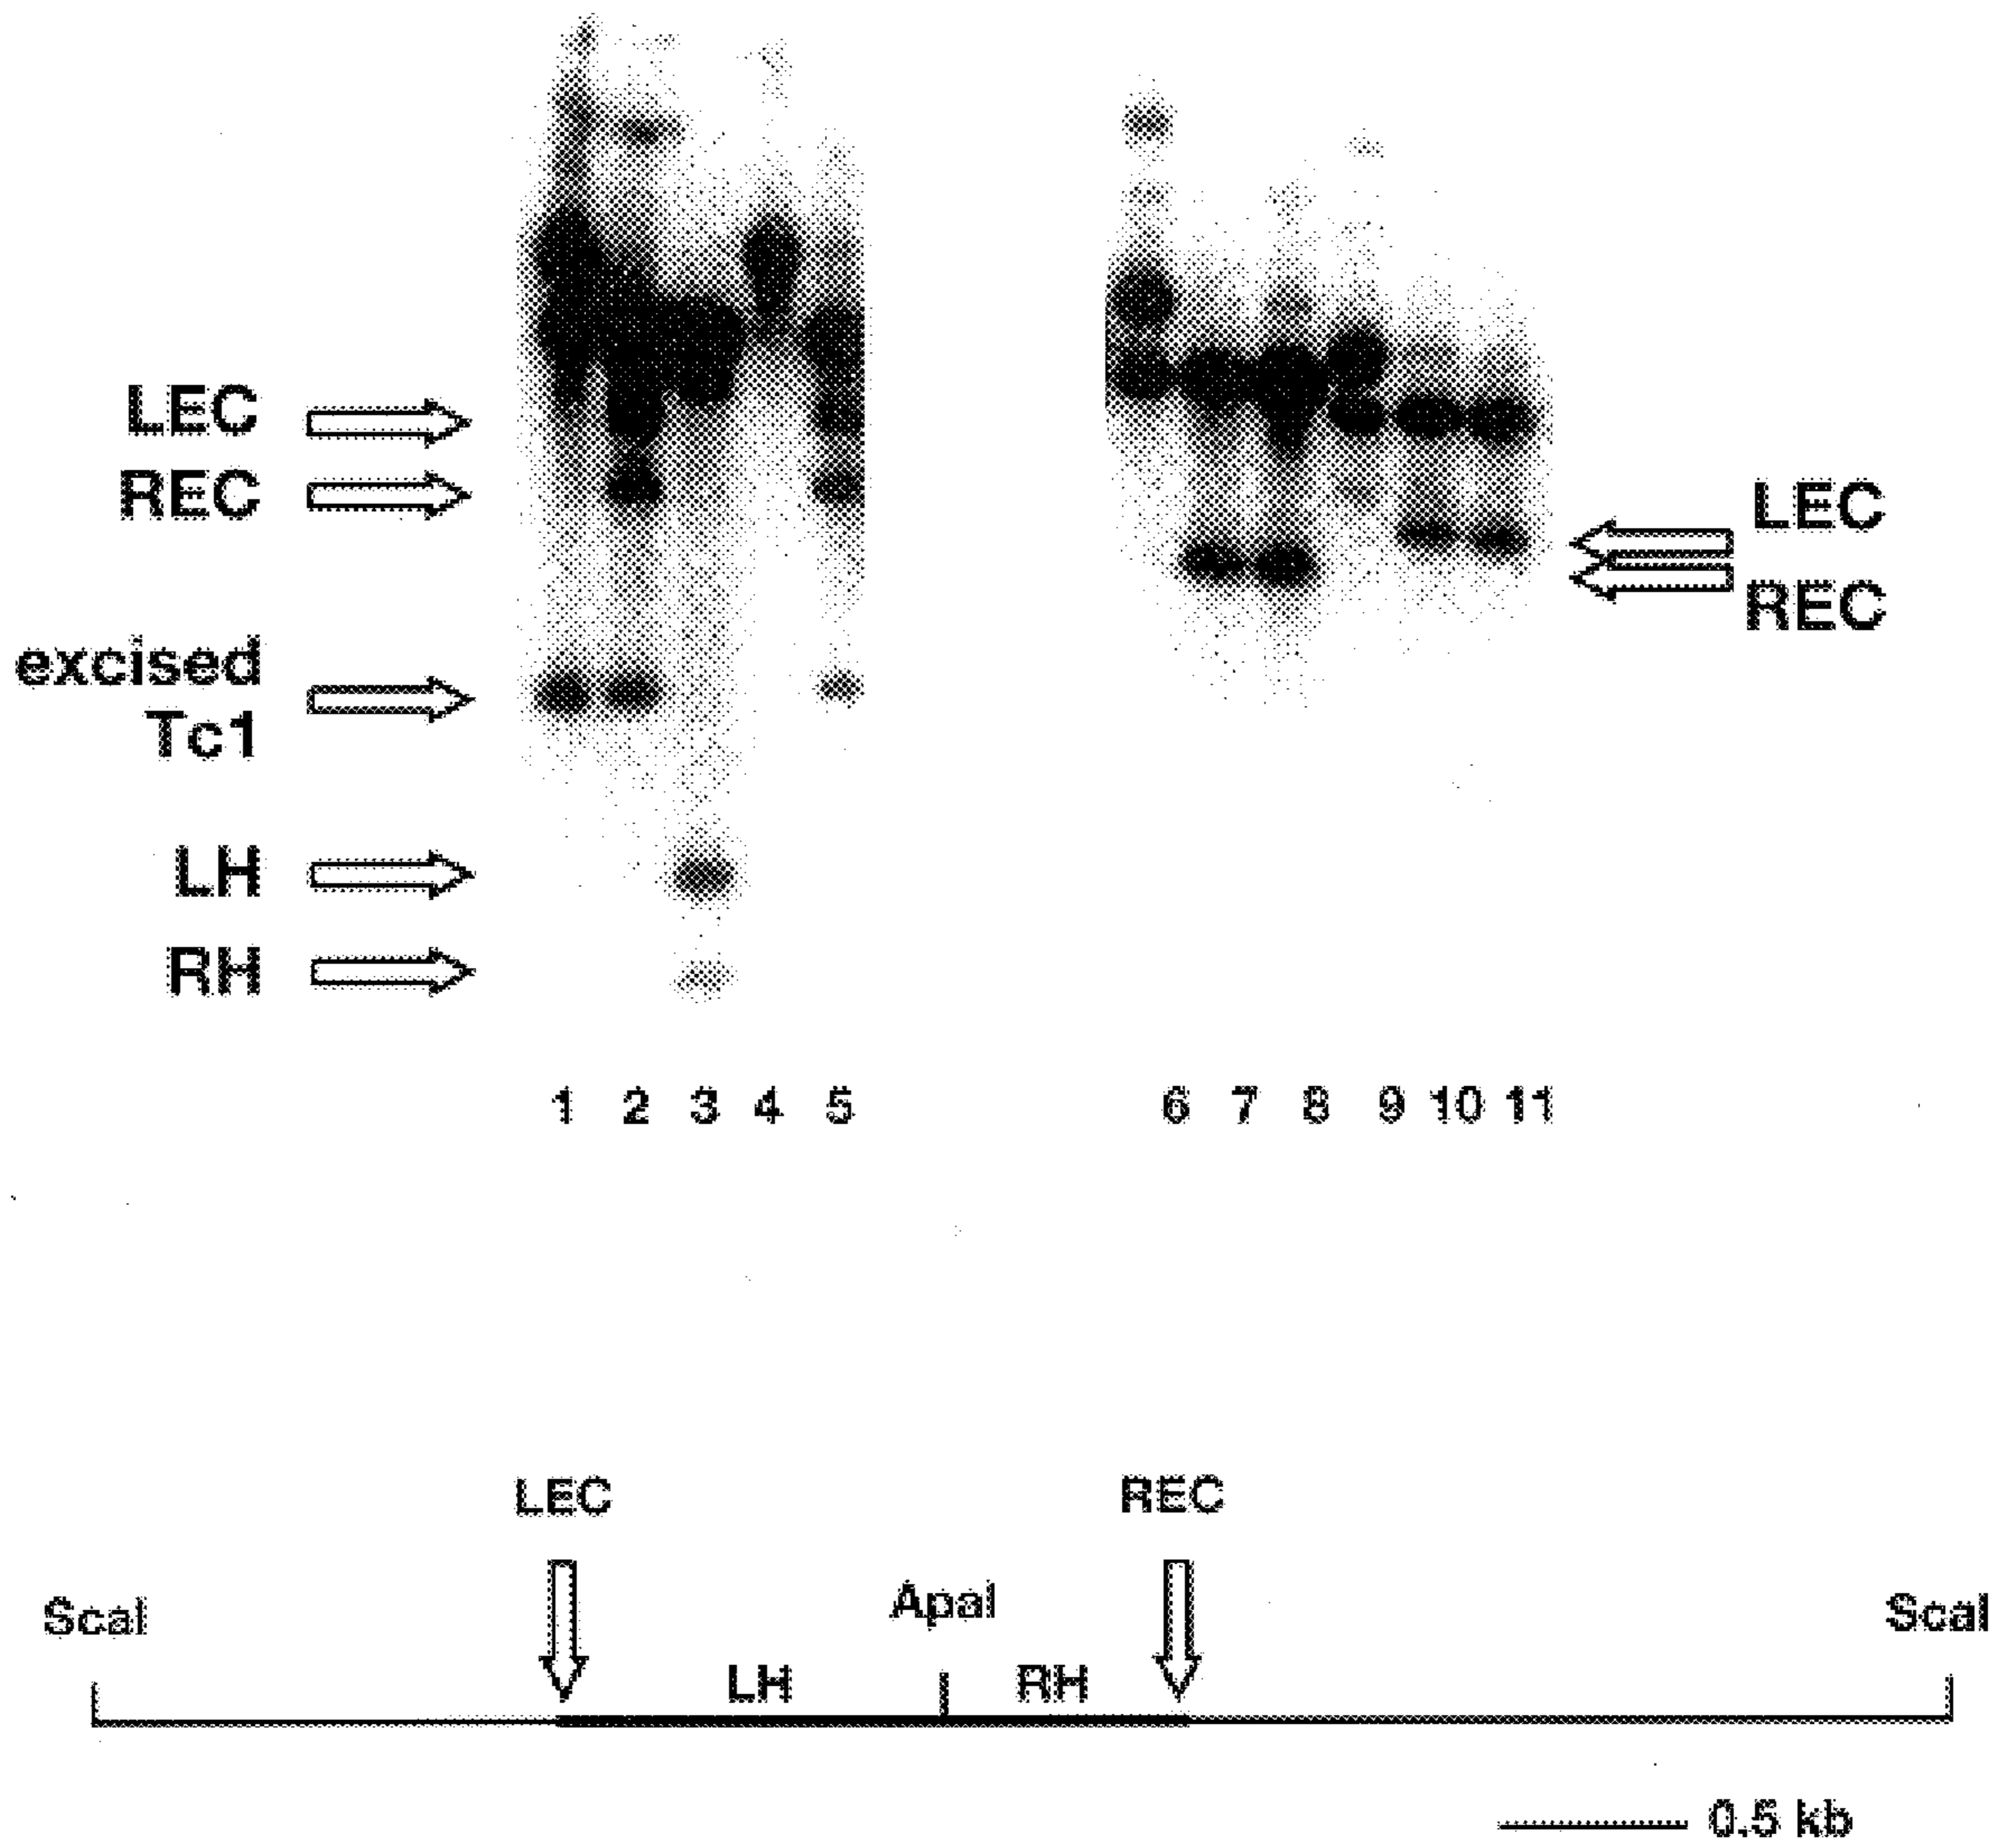 LEC
REC
excised
Tc1
LH
RH
LEC
REC
1 2 3 4 5 6 7 8 9 10 11
LEC REC
ScaI ApaI ScaI
LH RH
0.5 kb